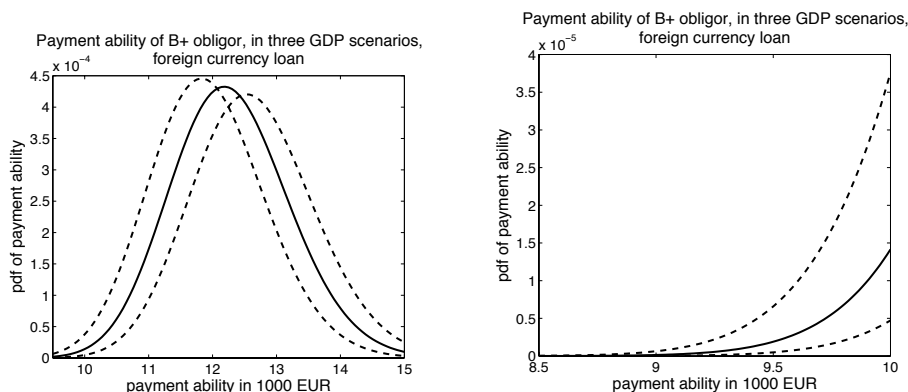 Payment ability of B+ obligor, in three GDP scenarios,
foreign currency loan
x 10⁻⁴
4.5
4
3.5
3
2.5
2
1.5
1
0.5
0
pdf of payment ability
10 11 12 13 14 15
payment ability in 1000 EUR
Payment ability of B+ obligor, in three GDP scenarios,
foreign currency loan
x 10⁻⁵
4
3.5
3
2.5
2
1.5
1
0.5
0
pdf of payment ability
8.5 9 9.5 10
payment ability in 1000 EUR